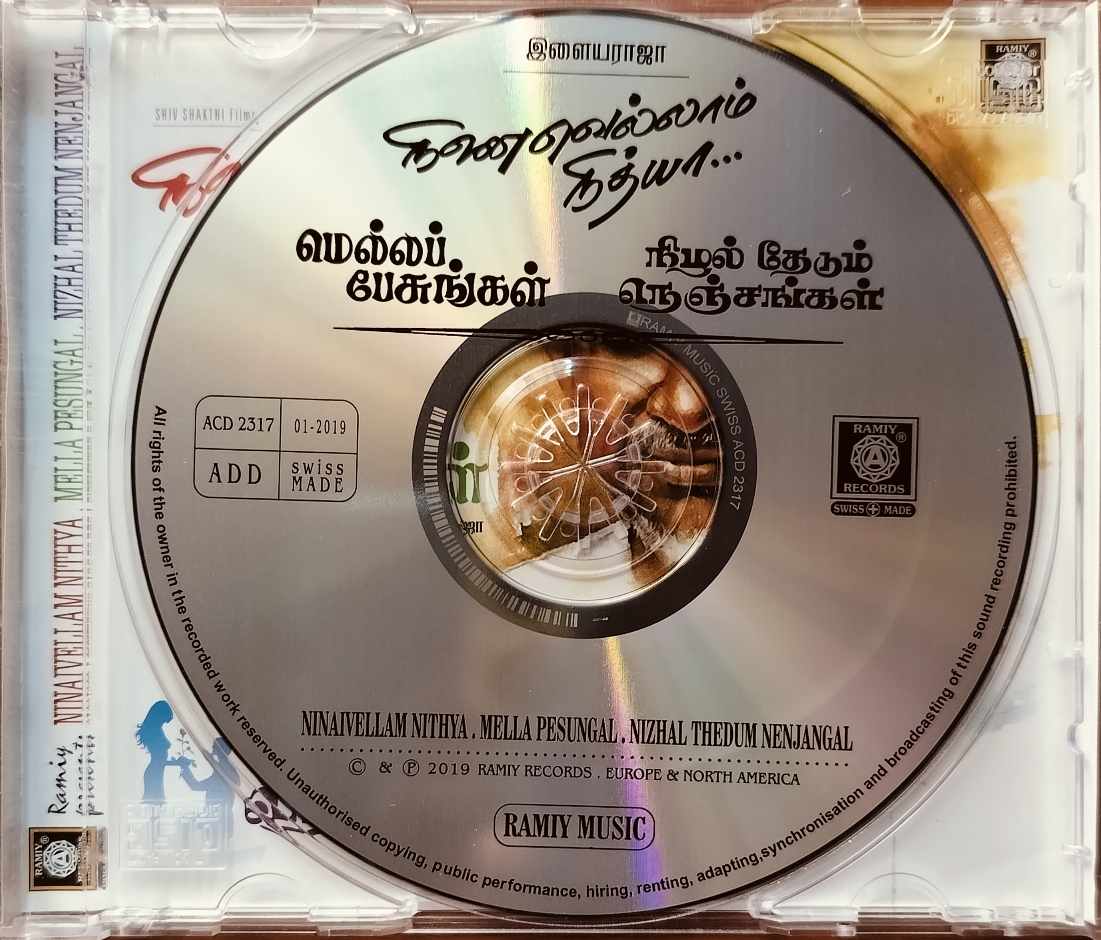 இளையராஜா
நினைவெல்லாம்
நித்யா...
மெல்லப்
பேசுங்கள்
நிழல் தேடும்
நெஞ்சங்கள்
RAMIY MUSIC SWISS ACD 2317
ACD 2317
01-2019
ADD
SWiSS
MADE
RAMIY ®
RECORDS
SWISS MADE
NINAIVELLAM NITHYA . MELLA PESUNGAL . NIZHAL THEDUM NENJANGAL
© & ℗ 2019 RAMIY RECORDS . EUROPE & NORTH AMERICA
RAMIY MUSIC
All rights of the owner in the recorded work reserved. Unauthorised copying, public performance, hiring, renting, adapting,synchronisation and broadcasting of this sound recording prohibited.
SHIV SHAKTHI Films
Ramiy
present.
NINAIVELLAM NITHYA . MELLA PESUNGAL . NIZHAL THEDUM NENJANGAL
RAMIY ®
RAMIY